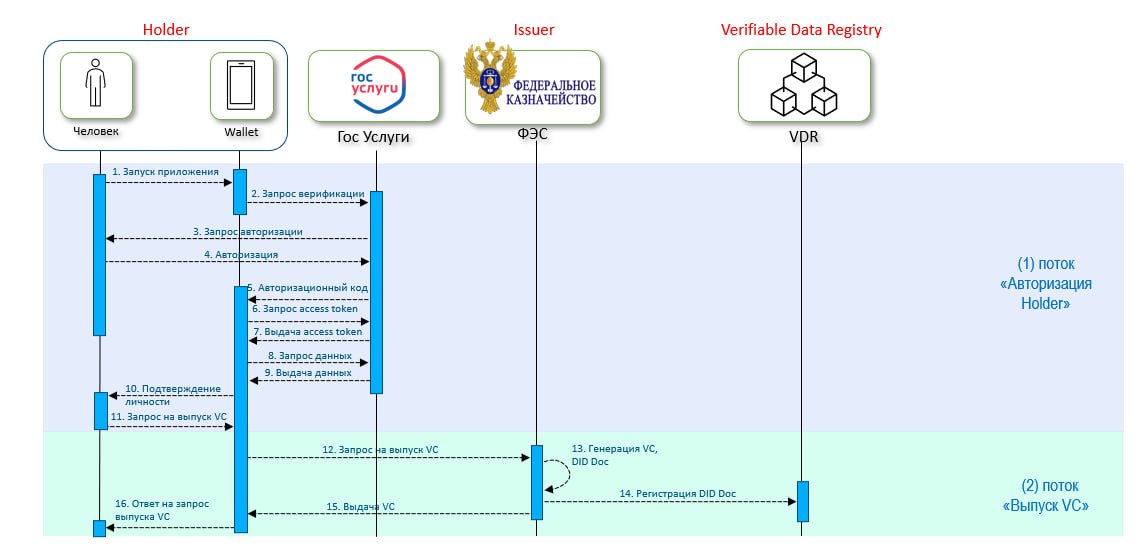 Holder
Issuer
Verifiable Data Registry
гос
услуги
ФЕДЕРАЛЬНОЕ
КАЗНАЧЕЙСТВО
Человек
Wallet
Гос Услуги
ФЭС
VDR
1. Запуск приложения
2. Запрос верификации
3. Запрос авторизации
4. Авторизация
5. Авторизационный код
6. Запрос access token
7. Выдача access token
8. Запрос данных
9. Выдача данных
10. Подтверждение
личности
11. Запрос на выпуск VC
(1) поток
«Авторизация
Holder»
12. Запрос на выпуск VC
13. Генерация VC,
DID Doc
14. Регистрация DID Doc
15. Выдача VC
16. Ответ на запрос
выпуска VC
(2) поток
«Выпуск VC»